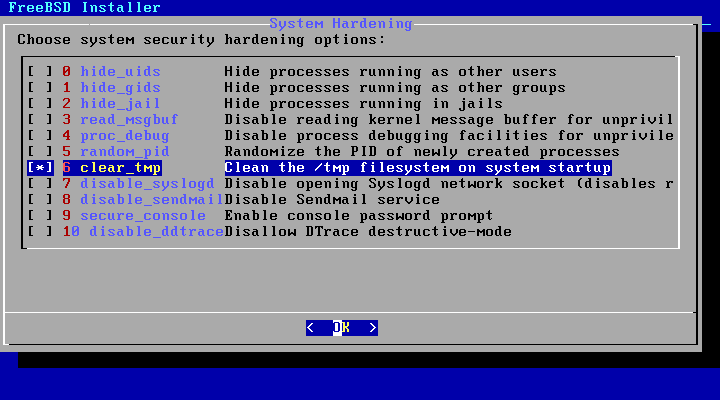 FreeBSD Installer
System Hardening
Choose system security hardening options:
[ ] 0 hide_uids Hide processes running as other users
[ ] 1 hide_gids Hide processes running as other groups
[ ] 2 hide_jail Hide processes running in jails
[ ] 3 read_msgbuf Disable reading kernel message buffer for unprivil
[ ] 4 proc_debug Disable process debugging facilities for unprivile
[ ] 5 random_pid Randomize the PID of newly created processes
[*] 6 clear_tmp Clean the /tmp filesystem on system startup
[ ] 7 disable_syslogd Disable opening Syslogd network socket (disables r
[ ] 8 disable_sendmail Disable Sendmail service
[ ] 9 secure_console Enable console password prompt
[ ] 10 disable_ddtrace Disallow DTrace destructive-mode
< OK >